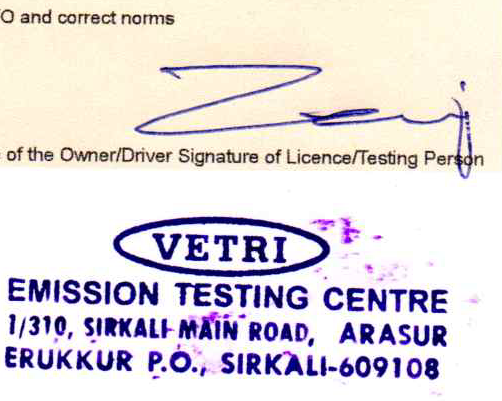 O and correct norms
of the Owner/Driver Signature of Licence/Testing Person
VETRI
EMISSION TESTING CENTRE
1/310, SIRKALI-MAIN ROAD, ARASUR
ERUKKUR P.O., SIRKALI-609108